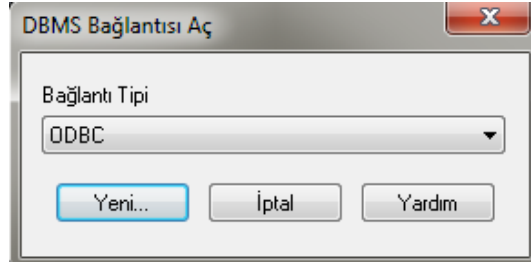 DBMS Bağlantısı Aç
Bağlantı Tipi
ODBC
Yeni... İptal Yardım